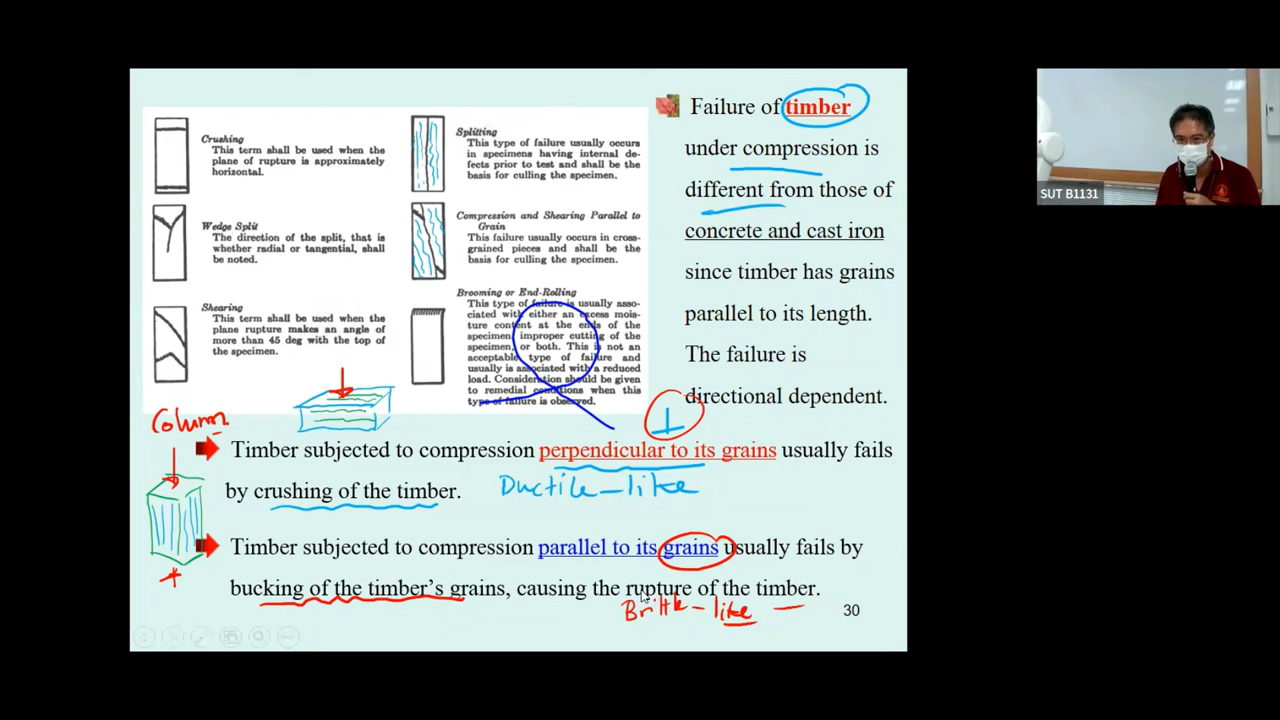 Crushing
This term shall be used when the
plane of rupture is approximately
horizontal.
Wedge Split
The direction of the split, that is
whether radial or tangential, shall
be noted.
Shearing
This term shall be used when the
plane rupture makes an angle of
more than 45 deg with the top of
the specimen.
Splitting
This type of failure usually occurs
in specimens having internal de-
fects prior to test and shall be the
basis for culling the specimen.
Compression and Shearing Parallel to
Grain
This failure usually occurs in cross-
grained pieces and shall be the
basis for culling the specimen.
Brooming or End-Rolling
This type of failure is usually asso-
ciated with either an excess mois-
ture content at the ends of the
specimen, improper cutting of the
specimen, or both. This is not an
acceptable type of failure and
usually is associated with a reduced
load. Consideration should be given
to remedial conditions when this
type of failure is observed.
Failure of timber
under compression is
different from those of
concrete and cast iron
since timber has grains
parallel to its length.
The failure is
directional dependent.
SUT B1131
Column
⊥
Timber subjected to compression perpendicular to its grains usually fails
by crushing of the timber.
Ductile-like
Timber subjected to compression parallel to its grains usually fails by
bucking of the timber's grains, causing the rupture of the timber.
Brittle-like
30